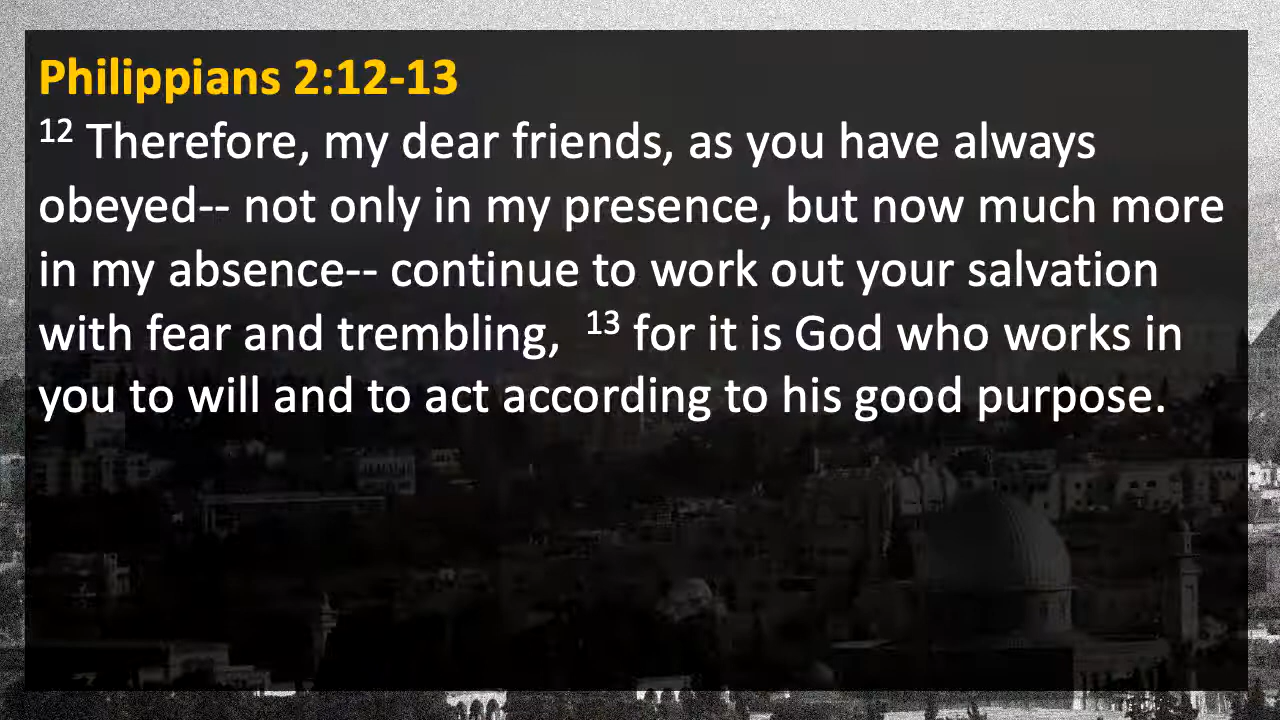 Philippians 2:12-13
12 Therefore, my dear friends, as you have always
obeyed-- not only in my presence, but now much more
in my absence-- continue to work out your salvation
with fear and trembling, 13 for it is God who works in
you to will and to act according to his good purpose.